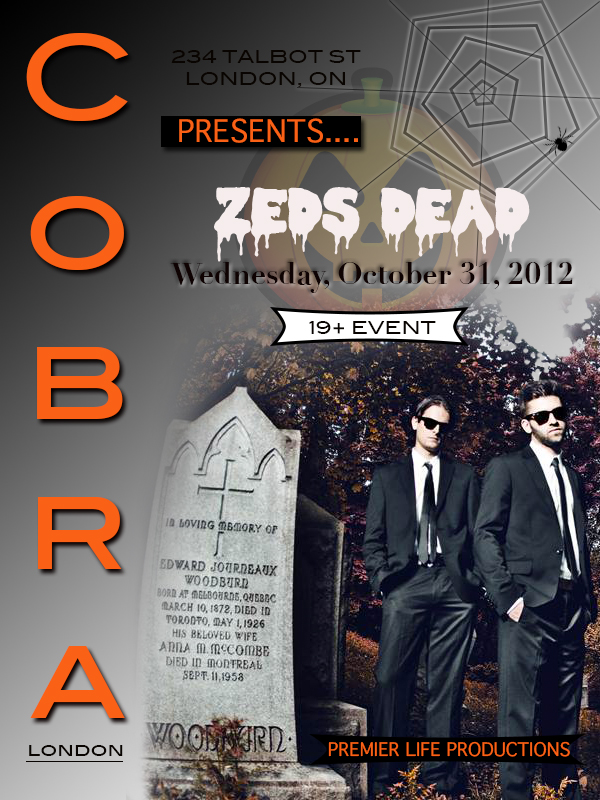 COBRA
LONDON
234 TALBOT ST
LONDON, ON
PRESENTS....
ZEDS DEAD
Wednesday, October 31, 2012
19+ EVENT
IN LOVING MEMORY OF
EDWARD JOURNEAUX
WOODBURN
BORN AT MELBOURNE, QUEBEC
MARCH 10, 1872, DIED IN
TORONTO, MAY 1, 1926
HIS BELOVED WIFE
ANNA M. McCOMBE
DIED IN MONTREAL
SEPT. 11, 1958
WOODBURN
PREMIER LIFE PRODUCTIONS